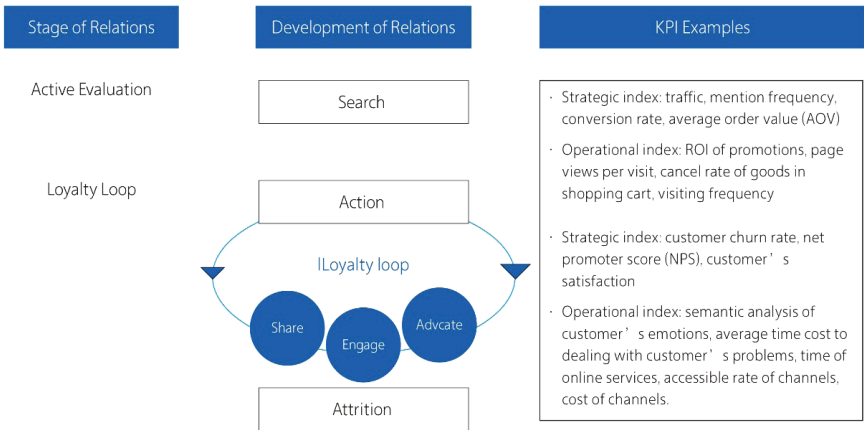 Stage of Relations
Development of Relations
KPI Examples
Active Evaluation
Search
Loyalty Loop
Action
lLoyalty loop
Share
Engage
Advcate
Attrition
· Strategic index: traffic, mention frequency,
conversion rate, average order value (AOV)
· Operational index: ROI of promotions, page
views per visit, cancel rate of goods in
shopping cart, visiting frequency
· Strategic index: customer churn rate, net
promoter score (NPS), customer’s
satisfaction
· Operational index: semantic analysis of
customer’s emotions, average time cost to
dealing with customer’s problems, time of
online services, accessible rate of channels,
cost of channels.